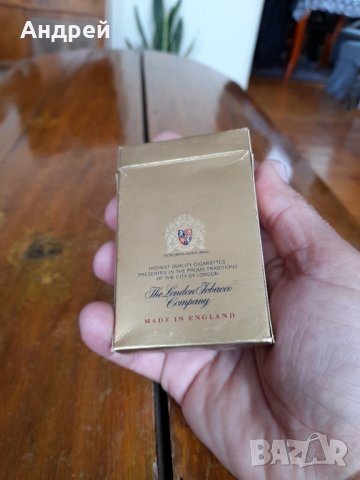 Андрей
HIGHEST QUALITY CIGARETTES
PRESENTED IN THE PROUD TRADITIONS
OF THE CITY OF LONDON
The London Tobacco
Company
MADE IN ENGLAND
BAZAR